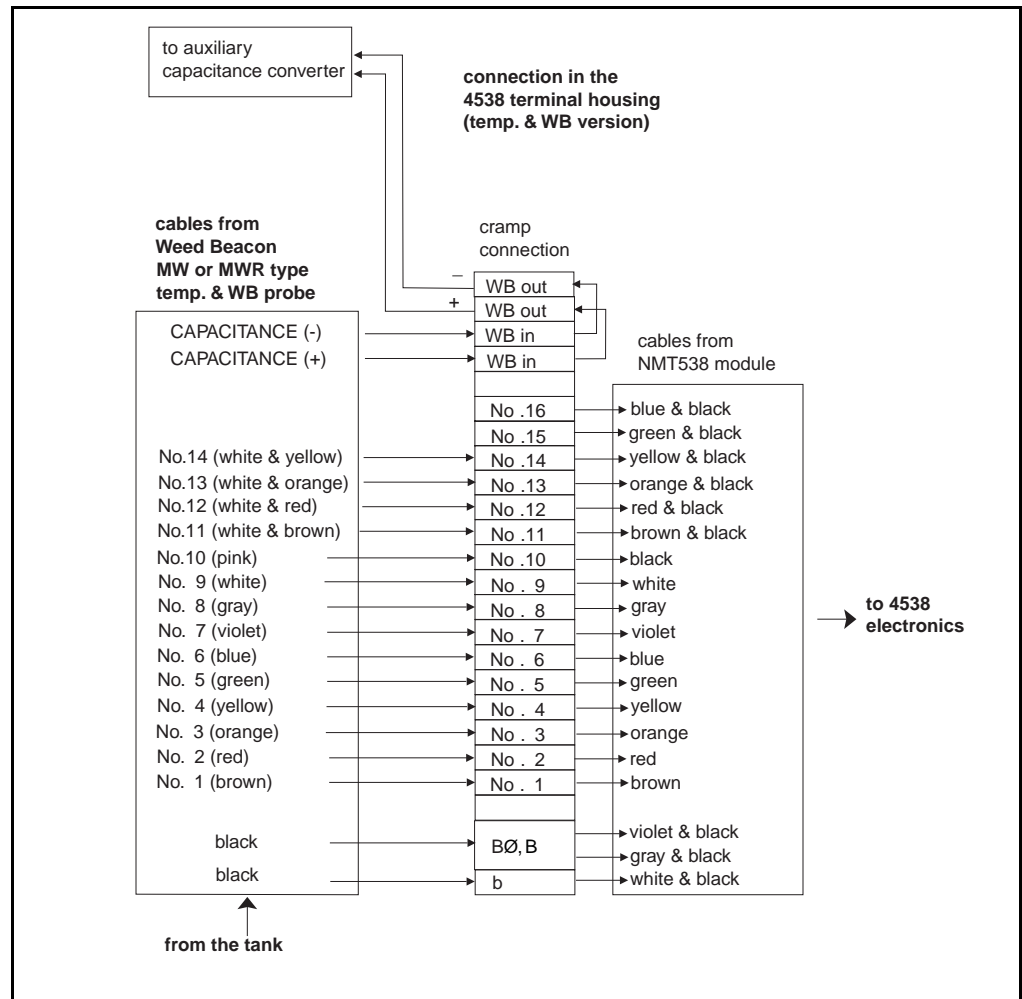 to auxiliary
capacitance converter
connection in the
4538 terminal housing
(temp. & WB version)
cables from
Weed Beacon
MW or MWR type
temp. & WB probe
cramp
connection
–
WB out
+
WB out
CAPACITANCE (-)
WB in
CAPACITANCE (+)
WB in
cables from
NMT538 module
No .16
blue & black
No .15
green & black
No.14 (white & yellow)
No .14
yellow & black
No.13 (white & orange)
No .13
orange & black
No.12 (white & red)
No .12
red & black
No.11 (white & brown)
No .11
brown & black
No.10 (pink)
No .10
black
No. 9 (white)
No . 9
white
No. 8 (gray)
No . 8
gray
No. 7 (violet)
No . 7
violet
No. 6 (blue)
No . 6
blue
No. 5 (green)
No . 5
green
No. 4 (yellow)
No . 4
yellow
No. 3 (orange)
No . 3
orange
No. 2 (red)
No . 2
red
No. 1 (brown)
No . 1
brown
to 4538
electronics
black
BØ, B
violet & black
gray & black
black
b
white & black
from the tank